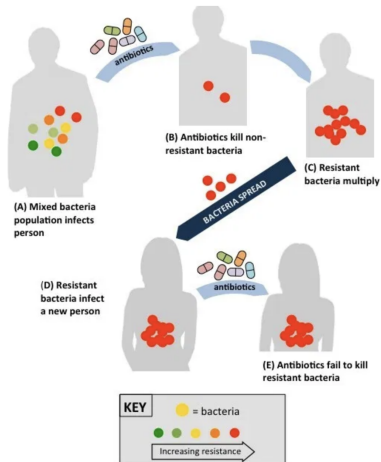 antibiotics
(B) Antibiotics kill non-
resistant bacteria
(C) Resistant
bacteria multiply
(A) Mixed bacteria
population infects
person
BACTERIA SPREAD
(D) Resistant
bacteria infect
a new person
antibiotics
(E) Antibiotics fail to kill
resistant bacteria
KEY
= bacteria
Increasing resistance